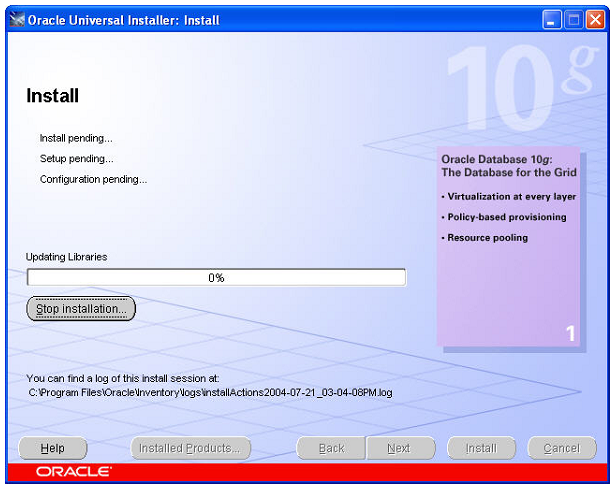 Oracle Universal Installer: Install
10g
Install
Install pending...
Setup pending...
Configuration pending...
Oracle Database 10g:
The Database for the Grid
• Virtualization at every layer
• Policy-based provisioning
• Resource pooling
1
Updating Libraries
0%
Stop installation...
You can find a log of this install session at:
C:\Program Files\Oracle\Inventory\logs\installActions2004-07-21_03-04-08PM.log
Help Installed Products... Back Next Install Cancel
ORACLE